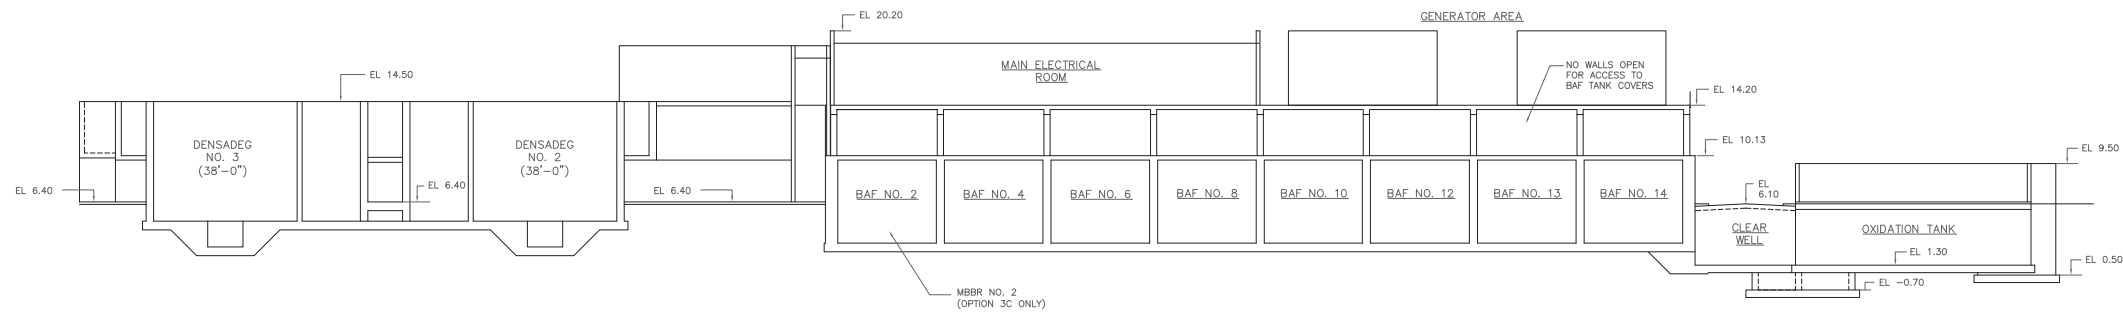 EL 20.20
GENERATOR AREA
EL 14.50
MAIN ELECTRICAL
ROOM
NO WALLS OPEN
FOR ACCESS TO
BAF TANK COVERS
EL 14.20
DENSADEG
NO. 3
(38'-0")
DENSADEG
NO. 2
(38'-0")
EL 10.13
EL 9.50
EL 6.40
EL 6.40
EL 6.40
BAF NO. 2
BAF NO. 4
BAF NO. 6
BAF NO. 8
BAF NO. 10
BAF NO. 12
BAF NO. 13
BAF NO. 14
EL
6.10
CLEAR
WELL
OXIDATION TANK
EL 1.30
EL 0.50
EL -0.70
MBBR NO. 2
(OPTION 3C ONLY)